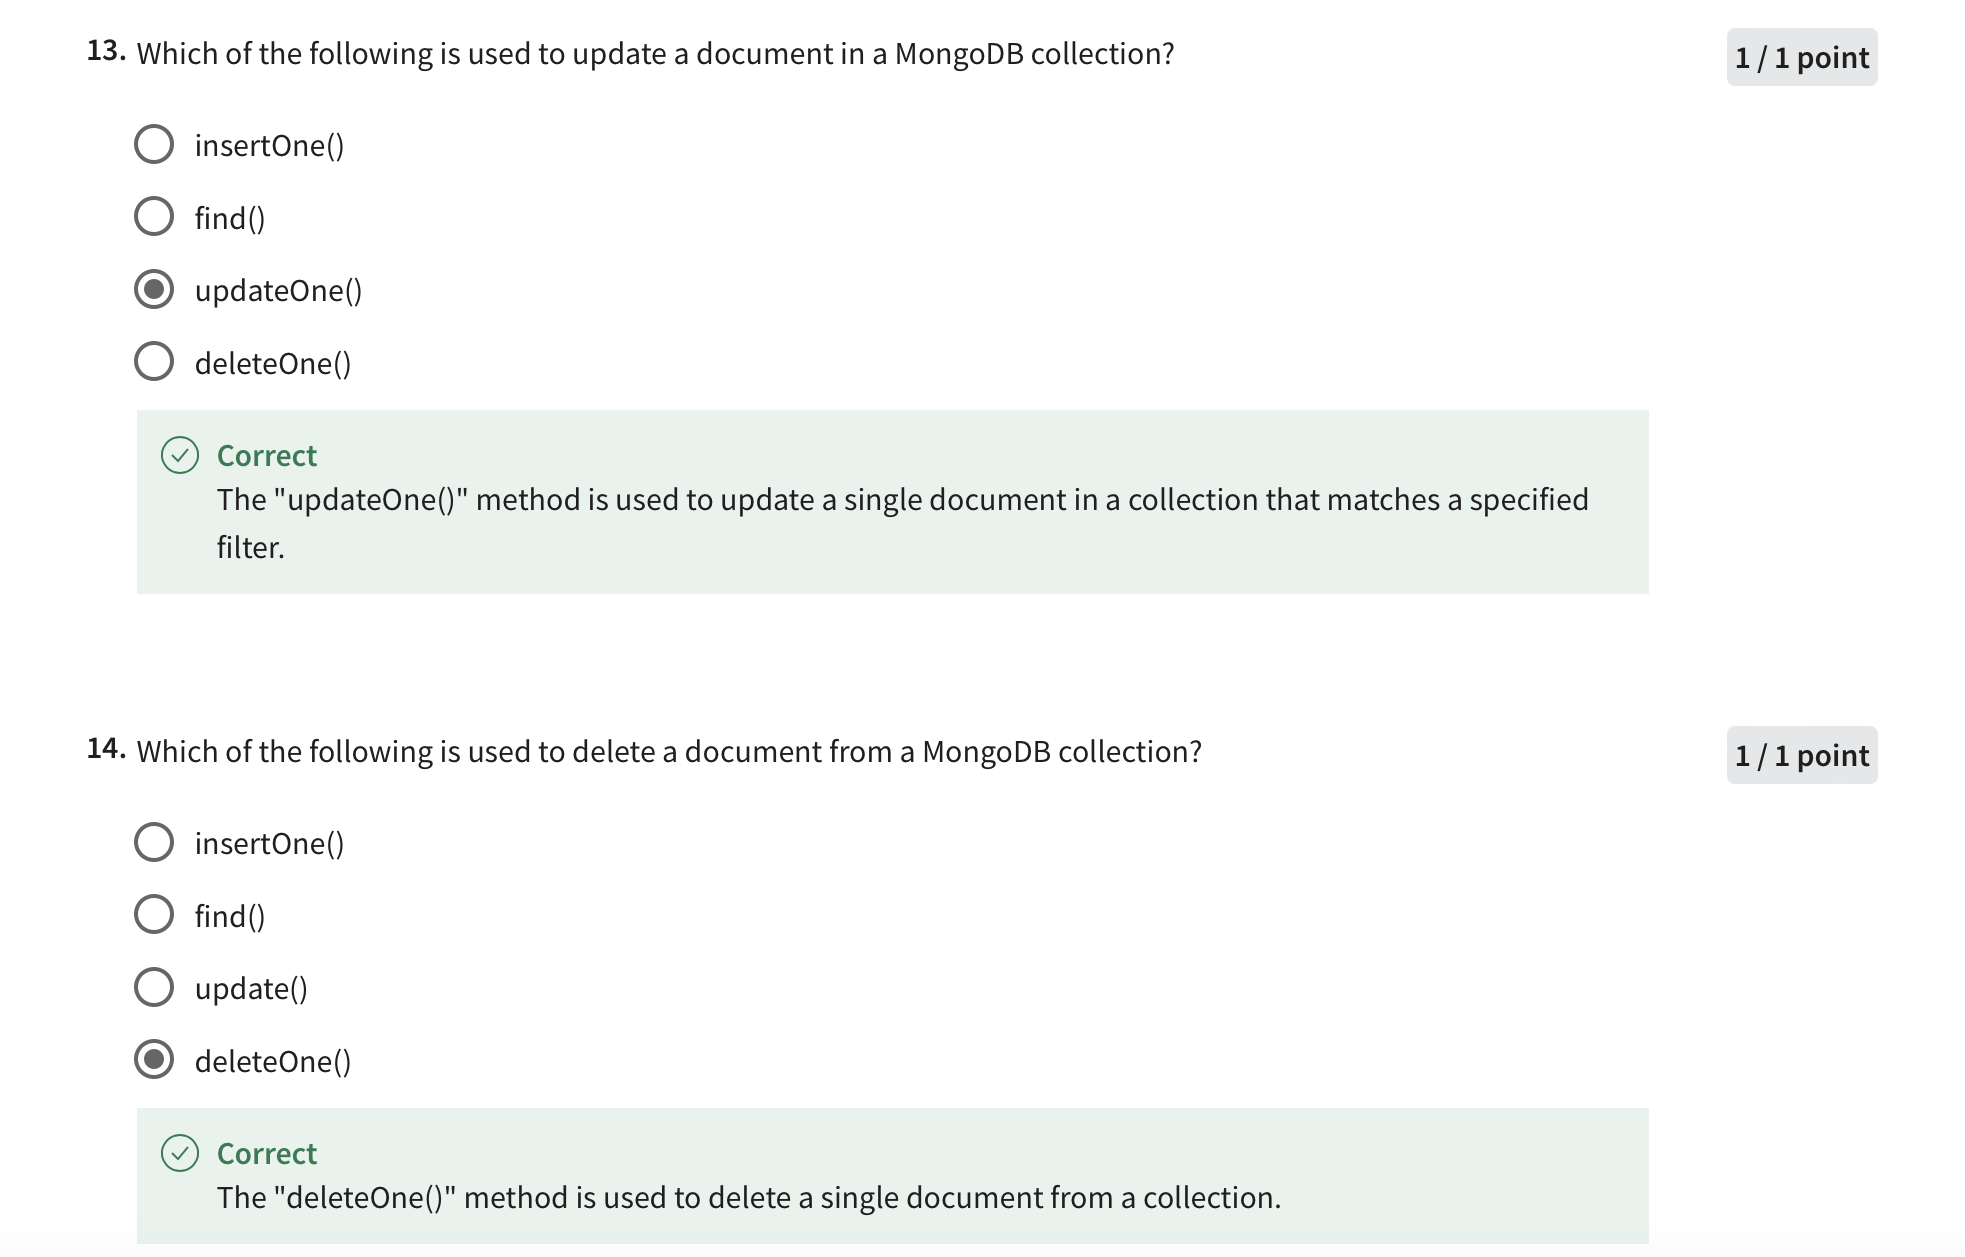 13. Which of the following is used to update a document in a MongoDB collection?
1 / 1 point
insertOne()
find()
updateOne()
deleteOne()
Correct
The "updateOne()" method is used to update a single document in a collection that matches a specified
filter.
14. Which of the following is used to delete a document from a MongoDB collection?
1 / 1 point
insertOne()
find()
update()
deleteOne()
Correct
The "deleteOne()" method is used to delete a single document from a collection.